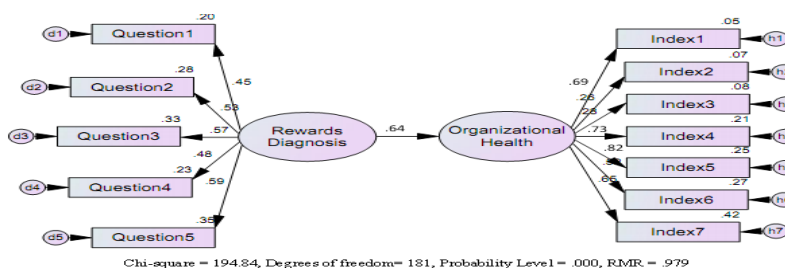 .20
d1 Question1
.28
d2 Question2
.33
d3 Question3
.23
d4 Question4
.35
d5 Question5
.45
.53
.57
.48
.59
Rewards
Diagnosis
.64
Organizational
Health
.69
.28
.28
.73
.82
.65
.05
Index1 h1
.07
Index2 h
.08
Index3 h
.21
Index4 h
.25
Index5 h
.27
Index6 h
.42
Index7 h7
Chi-square = 194.84, Degrees of freedom= 181, Probability Level = .000, RMR = .979